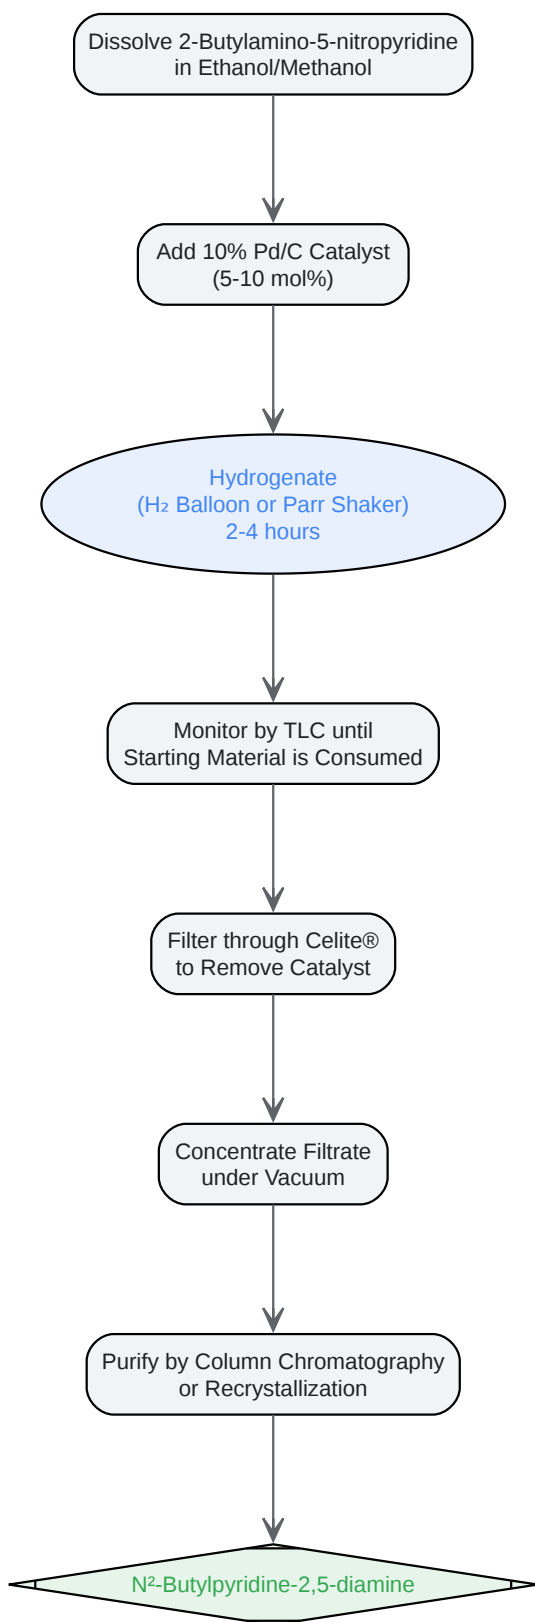 Dissolve 2-Butylamino-5-nitropyridine
in Ethanol/Methanol
Add 10% Pd/C Catalyst
(5-10 mol%)
Hydrogenate
(H₂ Balloon or Parr Shaker)
2-4 hours
Monitor by TLC until
Starting Material is Consumed
Filter through Celite®
to Remove Catalyst
Concentrate Filtrate
under Vacuum
Purify by Column Chromatography
or Recrystallization
N²-Butylpyridine-2,5-diamine